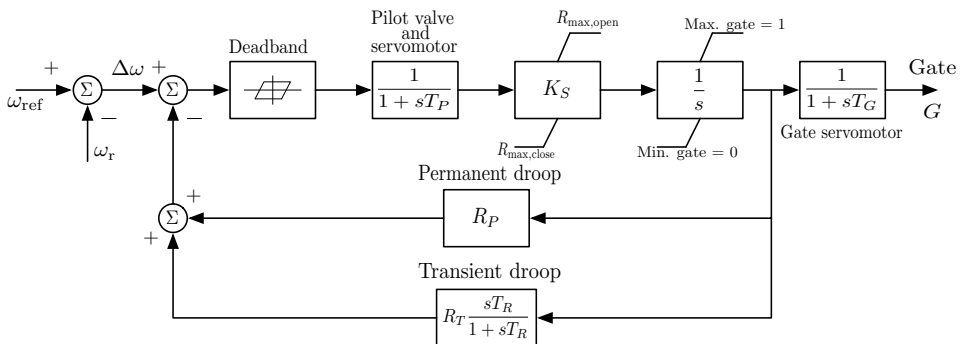 Pilot valve
and
servomotor
R_max,open
Max. gate = 1
Deadband
+
Δω
+
Σ
Σ
1
1 + sT_P
K_S
1
s
1
1 + sT_G
Gate
G
ω_ref
−
−
ω_r
R_max,close
Min. gate = 0
Gate servomotor
Permanent droop
+
Σ
+
R_P
Transient droop
R_T sT_R
1 + sT_R